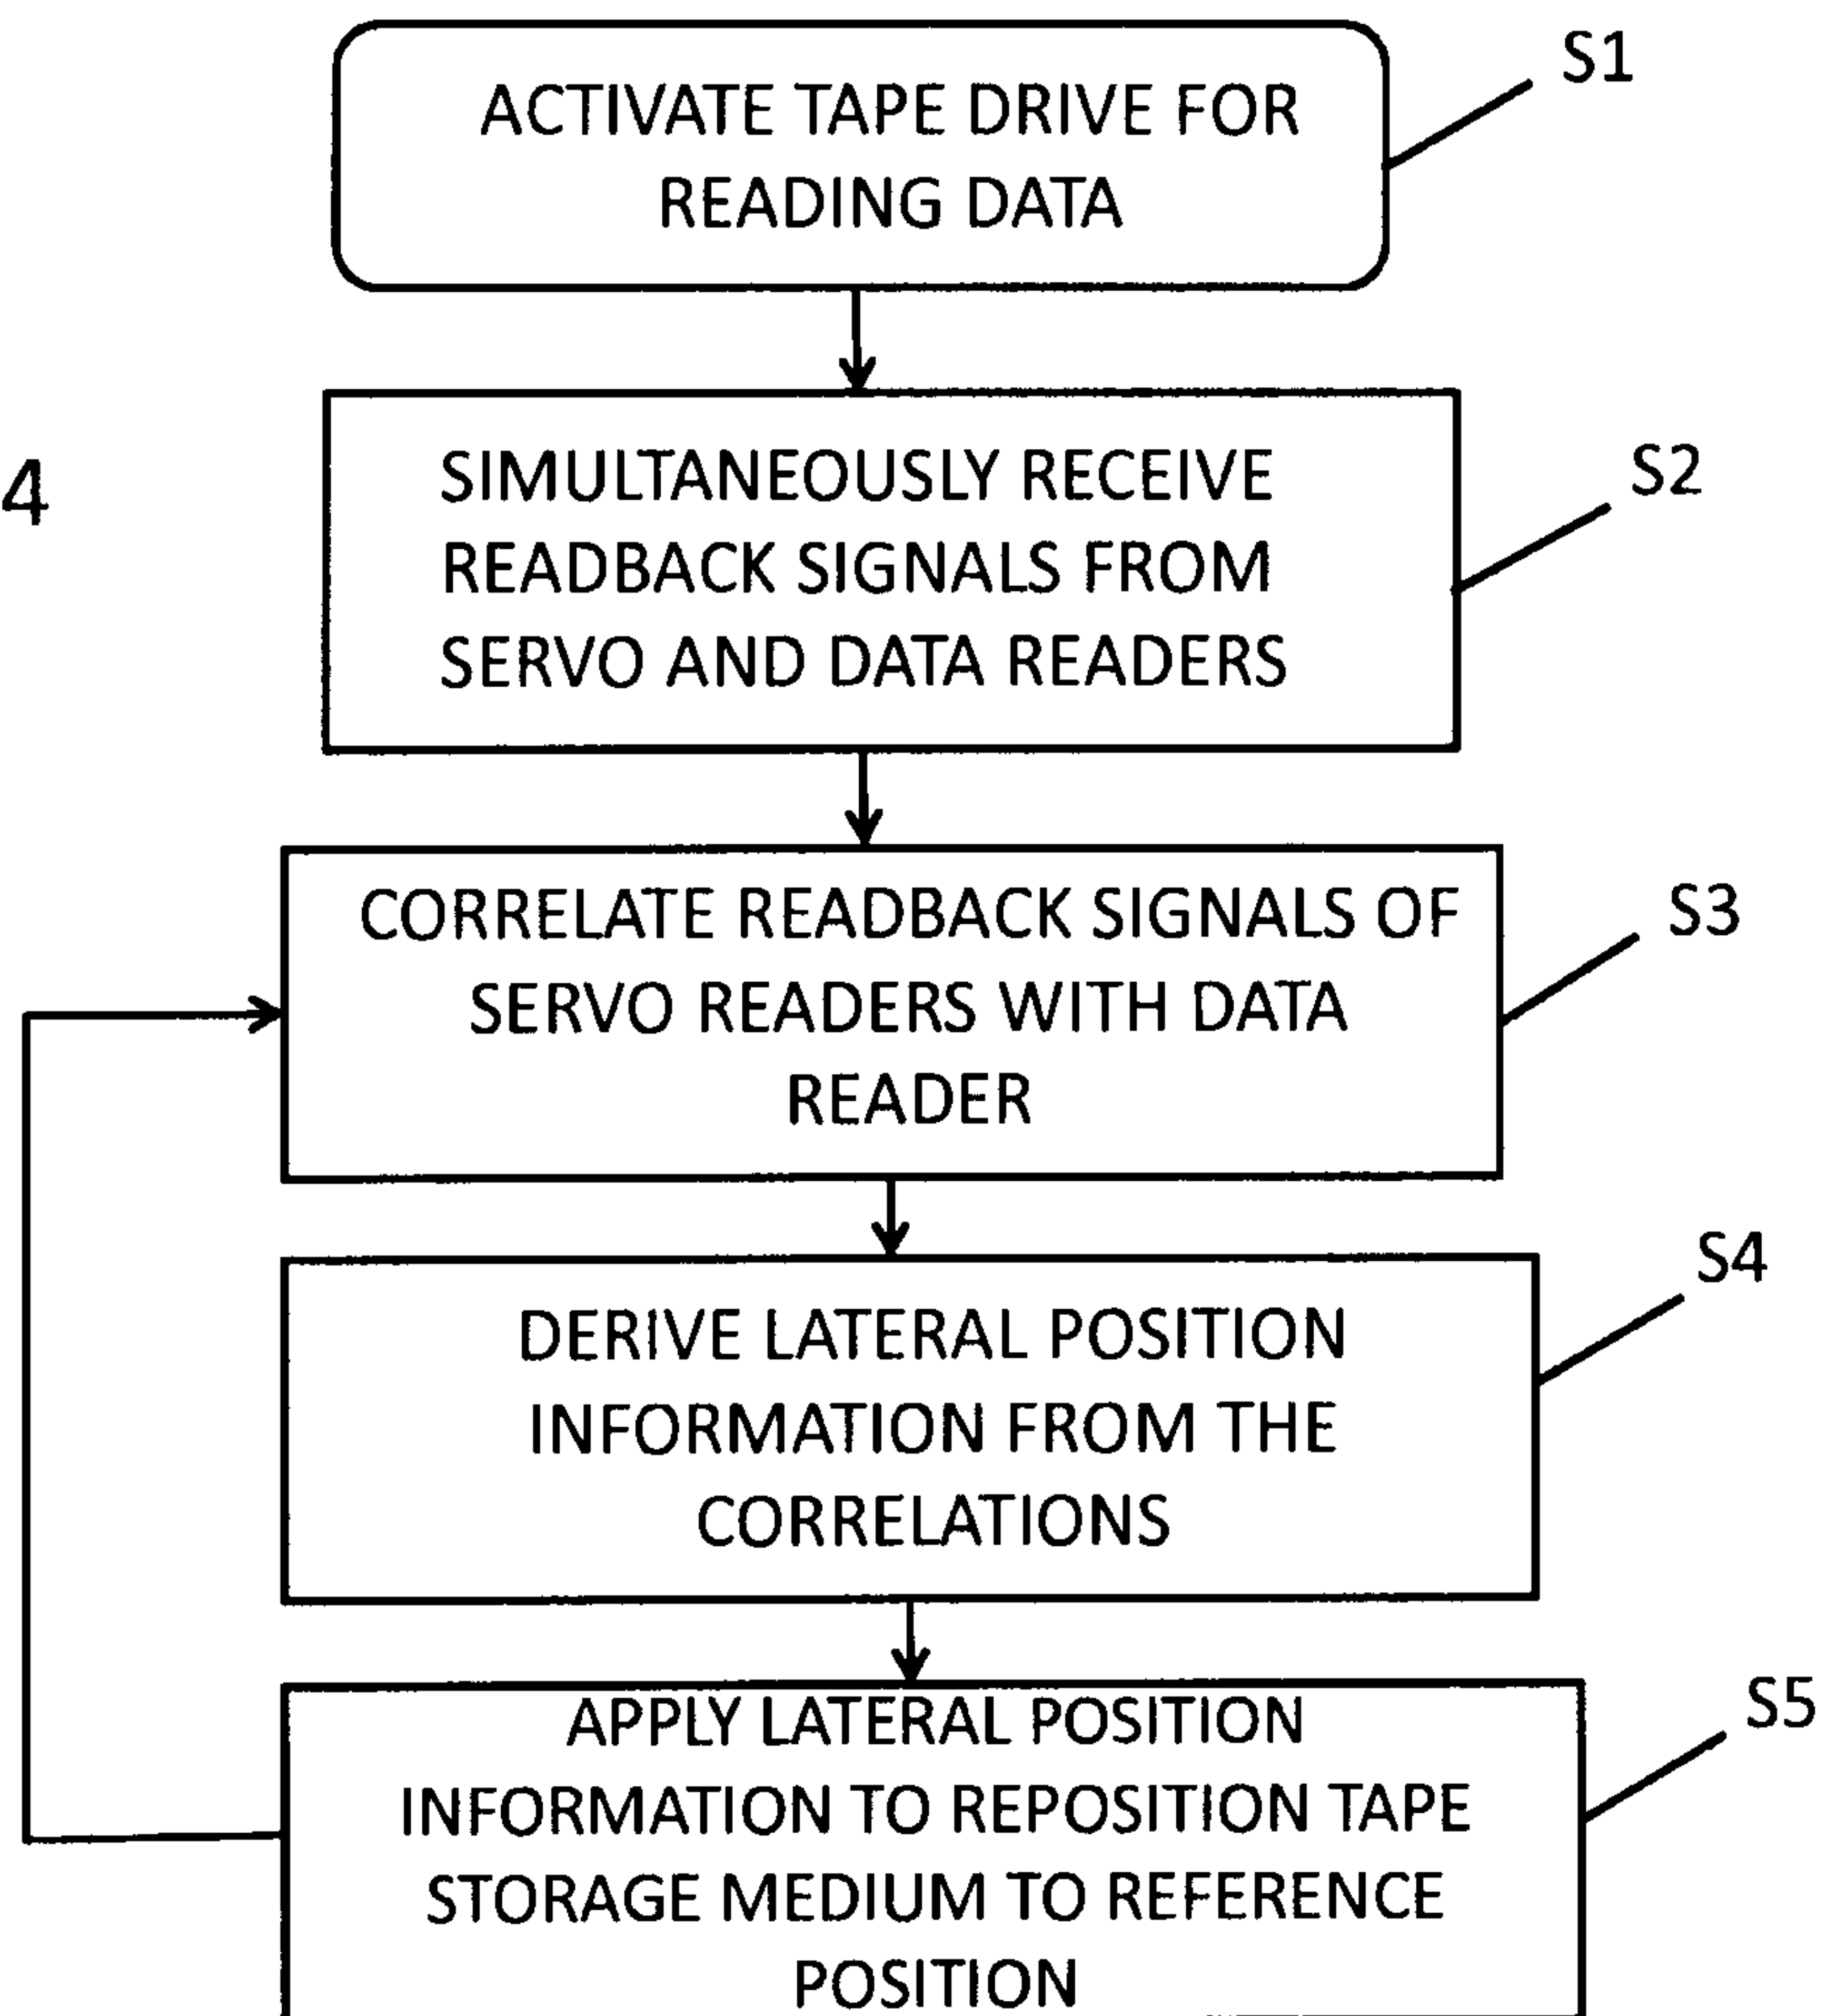 ACTIVATE TAPE DRIVE FOR
READING DATA
S1
4
SIMULTANEOUSLY RECEIVE
READBACK SIGNALS FROM
SERVO AND DATA READERS
S2
CORRELATE READBACK SIGNALS OF
SERVO READERS WITH DATA
READER
S3
DERIVE LATERAL POSITION
INFORMATION FROM THE
CORRELATIONS
S4
APPLY LATERAL POSITION
INFORMATION TO REPOSITION TAPE
STORAGE MEDIUM TO REFERENCE
POSITION
S5